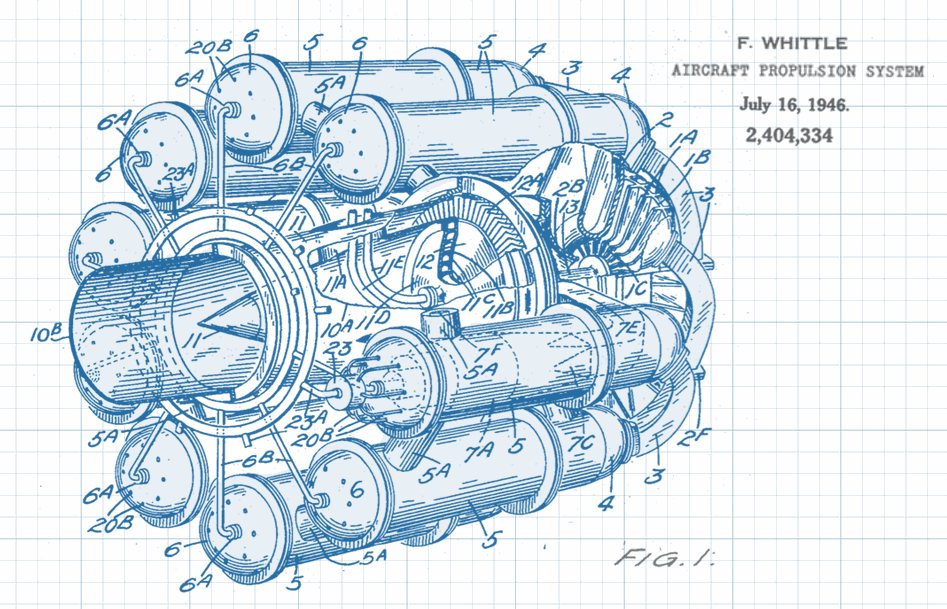 F. WHITTLE
AIRCRAFT PROPULSION SYSTEM
July 16, 1946.
2,404,334
20B 6 5 6 5 4
6A 5A 3 4
6A 2
6 23A 6B 1A
1B
12A 2B 13 3
11
11A 11E 12 11C 11B 1C
10A 11D
10B 11 23 7F 7E
5A
23A
5A 20B 7A 5 7C 2F
6B 5A
6A 6 4 3
20B
6 5A 5
6A 5
FIG.1.